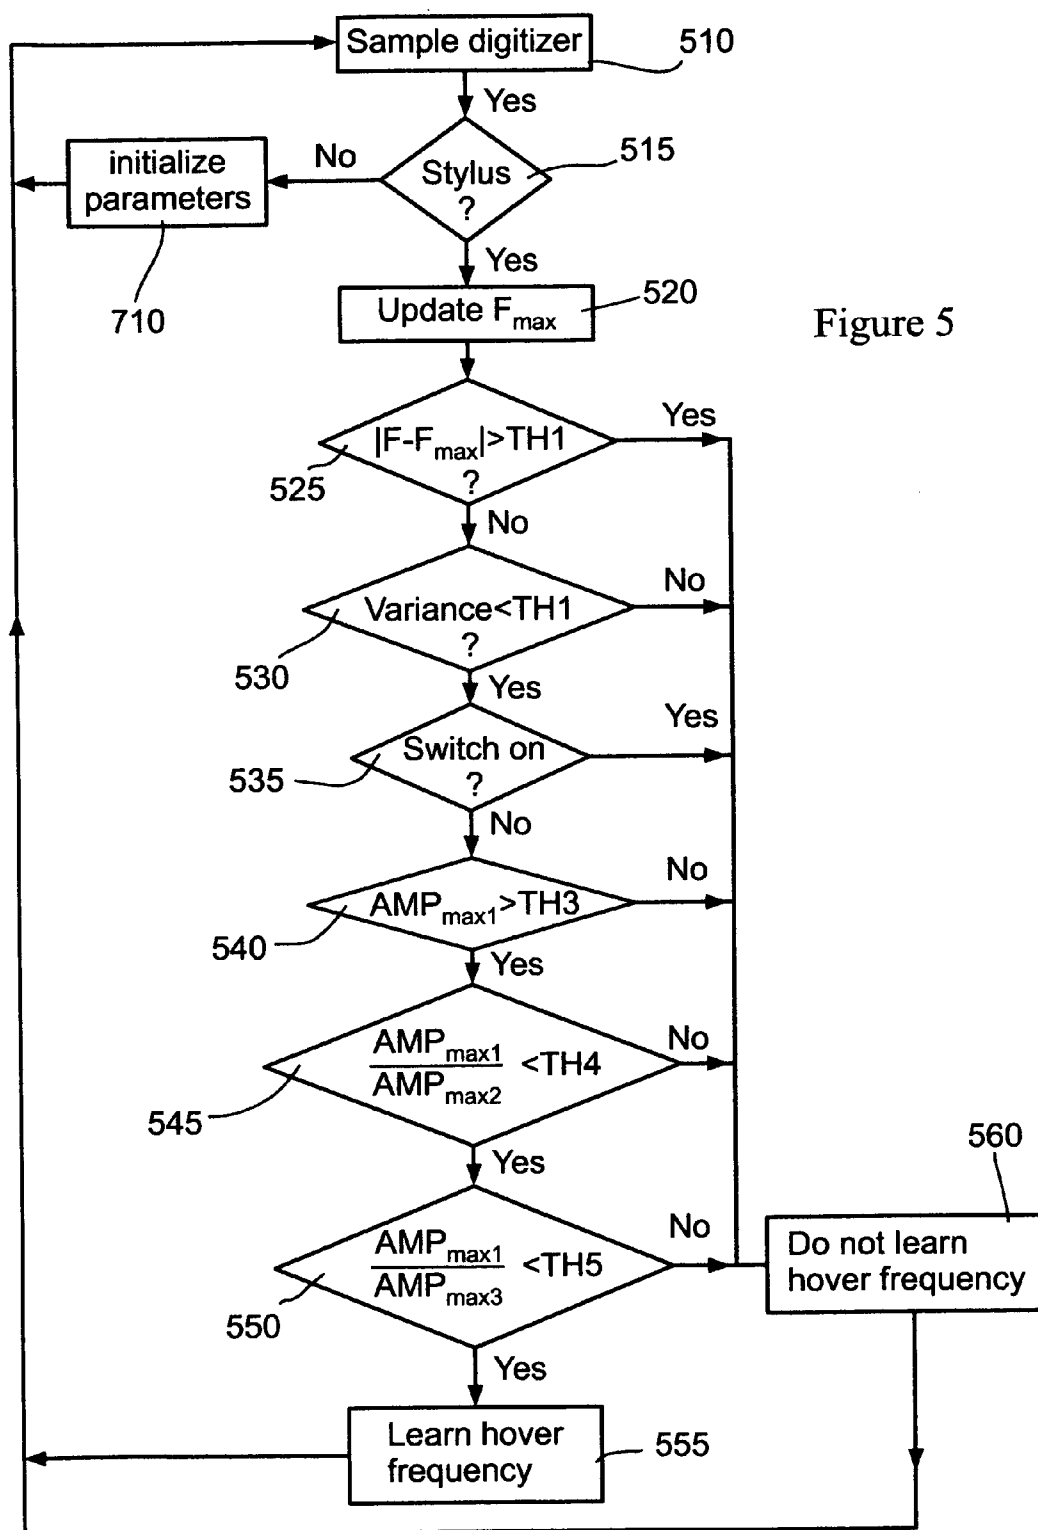 Sample digitizer
510
Yes
Stylus
?
515
No
initialize
parameters
710
Yes
Update Fmax
520
Figure 5
|F-Fmax|>TH1
?
525
Yes
No
Variance<TH1
?
530
No
Yes
Switch on
?
535
Yes
No
AMPmax1>TH3
540
No
Yes
AMPmax1
AMPmax2
<TH4
545
No
Yes
AMPmax1
AMPmax3
<TH5
550
No
560
Do not learn
hover frequency
Yes
Learn hover
frequency
555